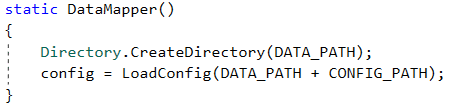 static DataMapper()
{
    Directory.CreateDirectory(DATA_PATH);
    config = LoadConfig(DATA_PATH + CONFIG_PATH);
}